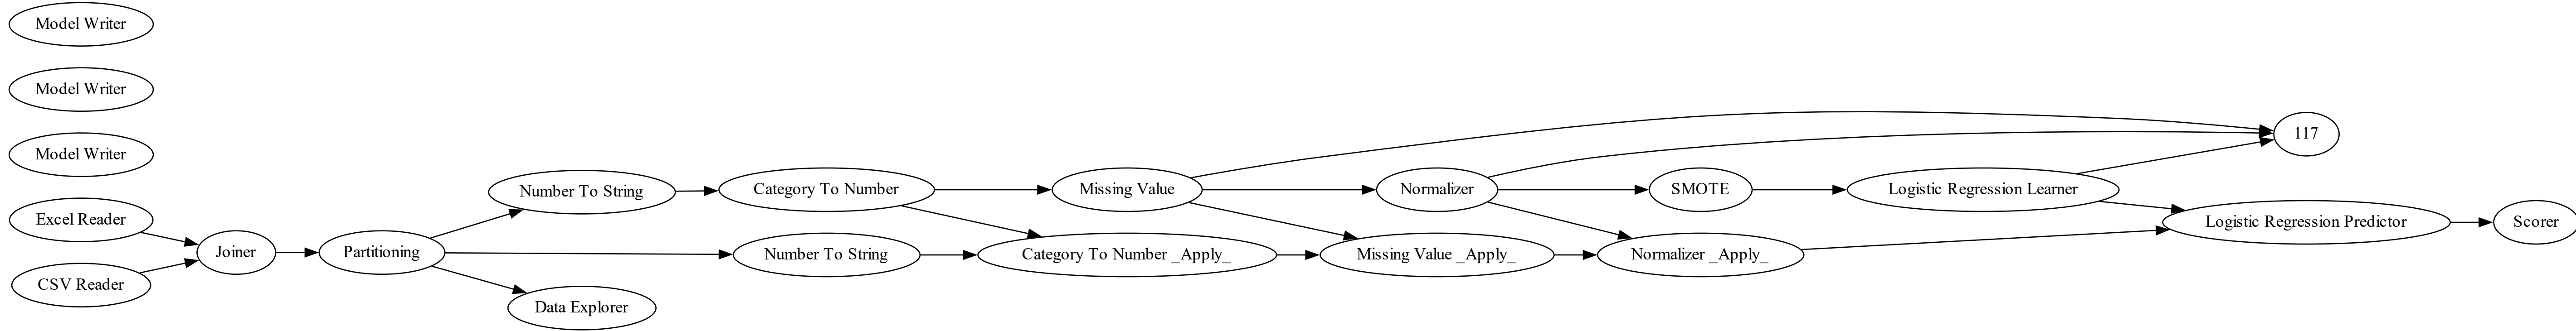 Model Writer
Model Writer
Model Writer
Excel Reader
CSV Reader
Joiner
Partitioning
Number To String
Category To Number
Missing Value
Normalizer
SMOTE
Logistic Regression Learner
117
Number To String
Category To Number _Apply_
Missing Value _Apply_
Normalizer _Apply_
Logistic Regression Predictor
Scorer
Data Explorer